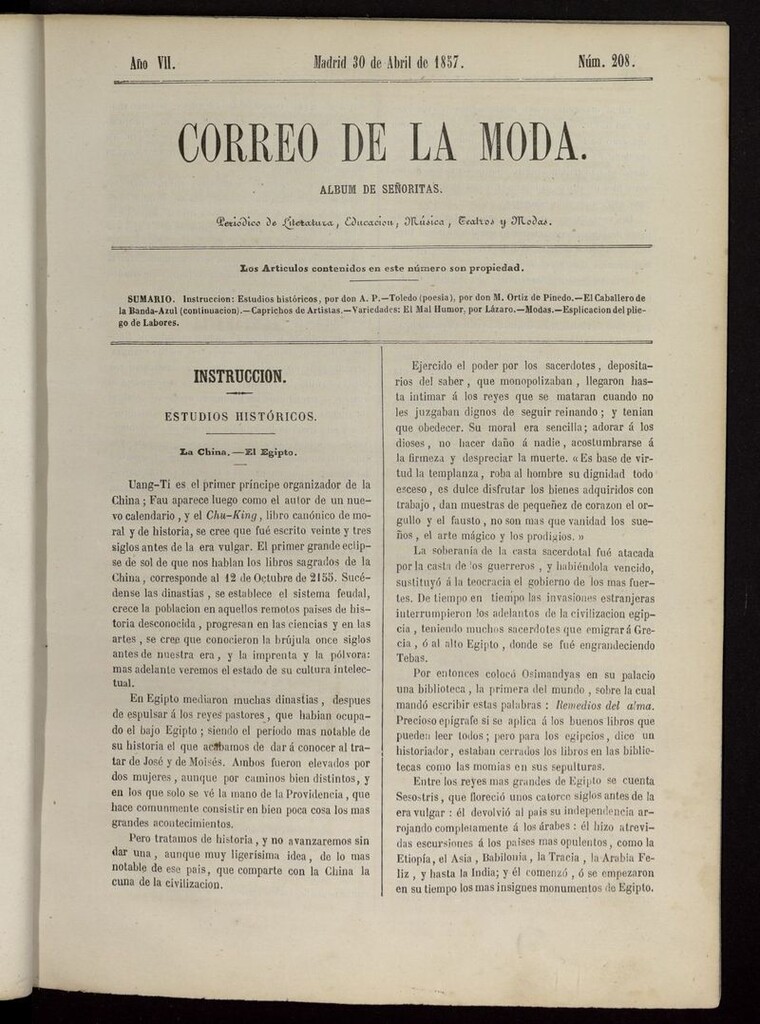 Año VII. Madrid 30 de Abril de 1857. Núm. 208.
CORREO DE LA MODA.
ALBUM DE SEÑORITAS.
Periódico de Literatura, Educacion, Música, Teatros y Modas.
Los Artículos contenidos en este número son propiedad.
SUMARIO. Instruccion: Estudios históricos, por don A. P.—Toledo (poesía), por don M. Ortiz de Pinedo.—El Caballero de
la Banda-Azul (continuacion).—Caprichos de Artistas.—Variedades: El Mal Humor, por Lázaro.—Modas.—Esplicacion del plie-
go de Labores.
INSTRUCCION.
ESTUDIOS HISTÓRICOS.
La China.—El Egipto.
Uang-Ti es el primer príncipe organizador de la
China; Fau aparece luego como el autor de un nue-
vo calendario, y el Chu-King, libro canónico de mo-
ral y de historia, se cree que fué escrito veinte y tres
siglos antes de la era vulgar. El primer grande eclip-
se de sol de que nos hablan los libros sagrados de la
China, corresponde al 12 de Octubre de 2155. Sucé-
dense las dinastías, se establece el sistema feudal,
crece la poblacion en aquellos remotos paises de his-
toria desconocida, progresan en las ciencias y en las
artes, se cree que conocieron la brújula once siglos
antes de nuestra era, y la imprenta y la pólvora:
mas adelante veremos el estado de su cultura intelec-
tual.
En Egipto mediaron muchas dinastias, despues
de espulsar á los reyes pastores, que habian ocupa-
do el bajo Egipto; siendo el período mas notable de
su historia el que acabamos de dar á conocer al tra-
tar de José y de Moisés. Ambos fueron elevados por
dos mujeres, aunque por caminos bien distintos, y
en los que solo se vé la mano de la Providencia, que
hace comunmente consistir en bien poca cosa los mas
grandes acontecimientos.
Pero tratamos de historia, y no avanzaremos sin
dar una, aunque muy ligerísima idea, de lo mas
notable de ese pais, que comparte con la China la
cuna de la civilizacion.
Ejercido el poder por los sacerdotes, deposita-
rios del saber, que monopolizaban, llegaron has-
ta intimar á los reyes que se mataran cuando no
les juzgaban dignos de seguir reinando; y tenian
que obedecer. Su moral era sencilla; adorar á los
dioses, no hacer daño á nadie, acostumbrarse á
la firmeza y despreciar la muerte. «Es base de vir-
tud la templanza, roba al hombre su dignidad todo
esceso, es dulce disfrutar los bienes adquiridos con
trabajo, dan muestras de pequeñez de corazon el or-
gullo y el fausto, no son mas que vanidad los sue-
ños, el arte mágico y los prodigios.»
La soberanía de la casta sacerdotal fué atacada
por la casta de los guerreros, y habiéndola vencido,
sustituyó á la teocracia el gobierno de los mas fuer-
tes. De tiempo en tiempo las invasiones estranjeras
interrumpieron los adelantos de la civilizacion egip-
cia, teniendo muchos sacerdotes que emigrar á Gre-
cia, ó al alto Egipto, donde se fué engrandeciendo
Tebas.
Por entonces colocó Osimandyas en su palacio
una biblioteca, la primera del mundo, sobre la cual
mandó escribir estas palabras: Remedios del alma.
Precioso epígrafe si se aplica á los buenos libros que
pueden leer todos; pero para los egipcios, dice un
historiador, estaban cerrados los libros en las biblio-
tecas como las momias en sus sepulturas.
Entre los reyes mas grandes de Egipto se cuenta
Sesostris, que floreció unos catorce siglos antes de la
era vulgar: él devolvió al pais su independencia ar-
rojando completamente á los árabes: él hizo atrevi-
das escursiones á los paises mas opulentos, como la
Etiopía, el Asia, Babilonia, la Tracia, la Arabia Fe-
liz, y hasta la India; y él comenzó, ó se empezaron
en su tiempo los mas insignes monumentos de Egipto.